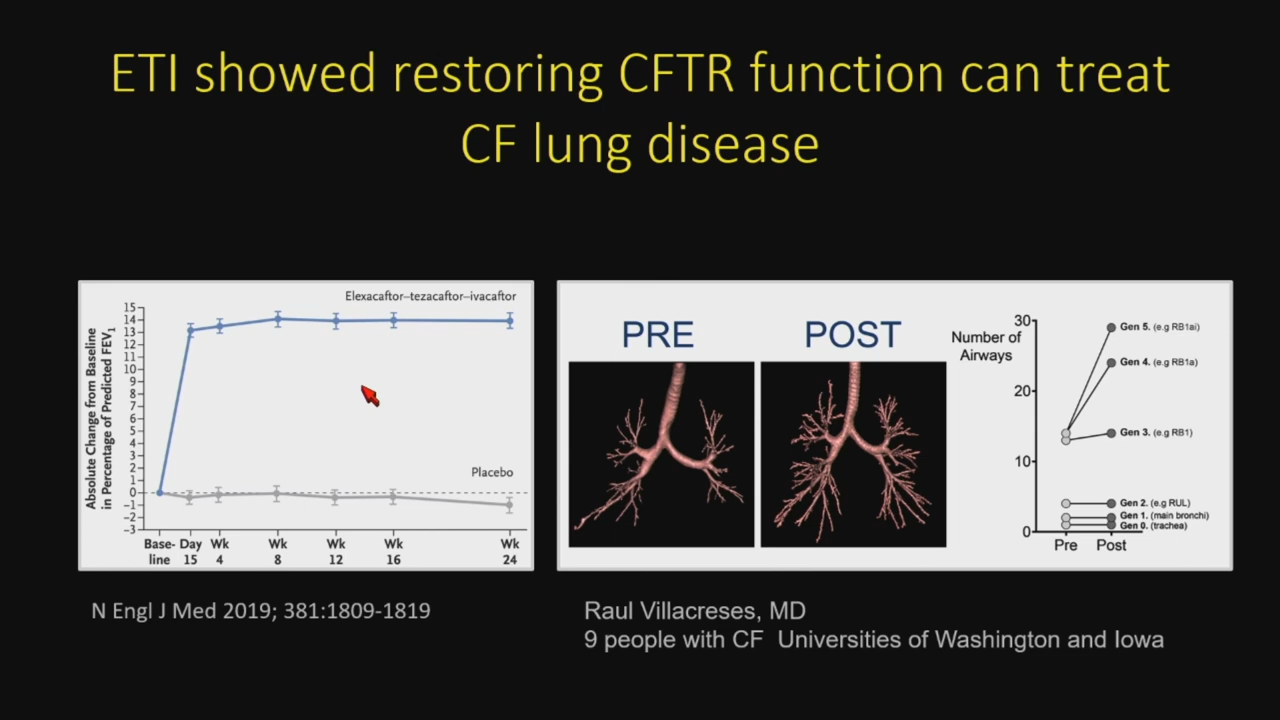 ETI showed restoring CFTR function can treat
CF lung disease
Elexacaftor–tezacaftor–ivacaftor
Absolute Change from Baseline
in Percentage of Predicted FEV1
15
14
13
12
11
10
9
8
7
6
5
4
3
2
1
0
−1
−2
−3
Placebo
Base- Day Wk Wk Wk Wk Wk
line 15 4 8 12 16 24
PRE
POST
Number of
Airways
30
20
10
0
Gen 5. (e.g RB1ai)
Gen 4. (e.g RB1a)
Gen 3. (e.g RB1)
Gen 2. (e.g RUL)
Gen 1. (main bronchi)
Gen 0. (trachea)
Pre Post
N Engl J Med 2019; 381:1809-1819
Raul Villacreses, MD
9 people with CF Universities of Washington and Iowa